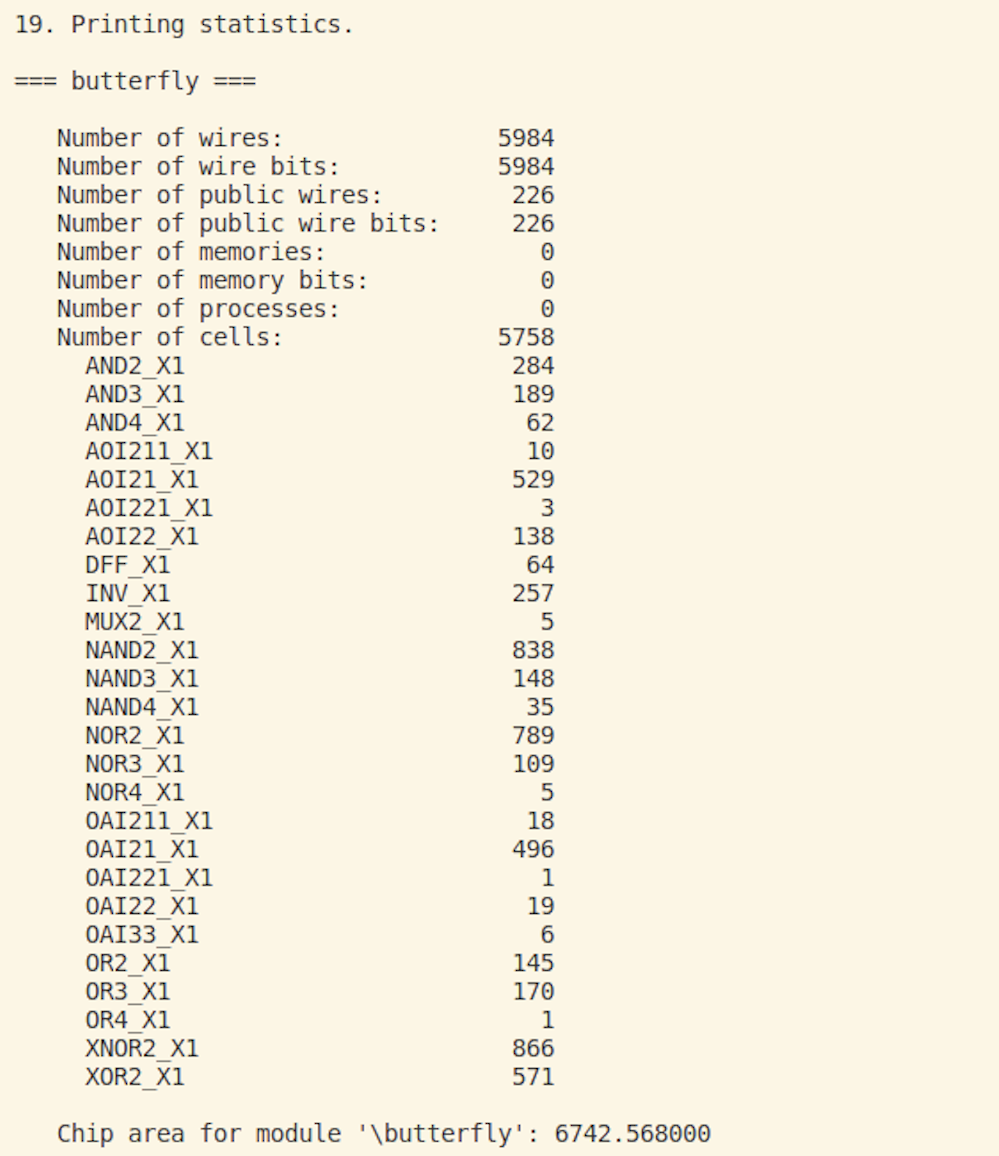 19. Printing statistics.
=== butterfly ===
Number of wires: 5984
Number of wire bits: 5984
Number of public wires: 226
Number of public wire bits: 226
Number of memories: 0
Number of memory bits: 0
Number of processes: 0
Number of cells: 5758
AND2_X1 284
AND3_X1 189
AND4_X1 62
AOI211_X1 10
AOI21_X1 529
AOI221_X1 3
AOI22_X1 138
DFF_X1 64
INV_X1 257
MUX2_X1 5
NAND2_X1 838
NAND3_X1 148
NAND4_X1 35
NOR2_X1 789
NOR3_X1 109
NOR4_X1 5
OAI211_X1 18
OAI21_X1 496
OAI221_X1 1
OAI22_X1 19
OAI33_X1 6
OR2_X1 145
OR3_X1 170
OR4_X1 1
XNOR2_X1 866
XOR2_X1 571
Chip area for module '\butterfly': 6742.568000